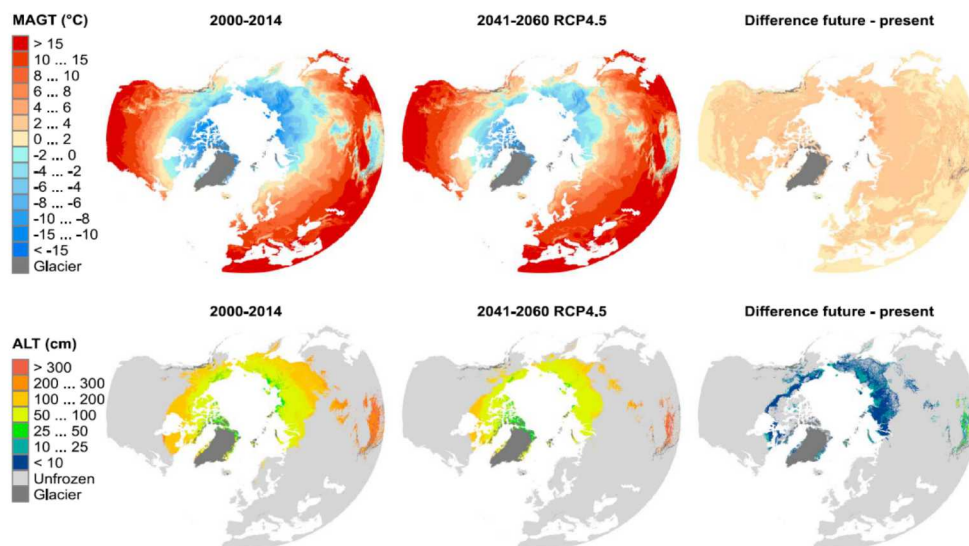 MAGT (°C)
> 15
10 ... 15
8 ... 10
6 ... 8
4 ... 6
2 ... 4
0 ... 2
-2 ... 0
-4 ... -2
-6 ... -4
-8 ... -6
-10 ... -8
-15 ... -10
< -15
Glacier
2000-2014
2041-2060 RCP4.5
Difference future - present
ALT (cm)
> 300
200 ... 300
100 ... 200
50 ... 100
25 ... 50
10 ... 25
< 10
Unfrozen
Glacier
2000-2014
2041-2060 RCP4.5
Difference future - present